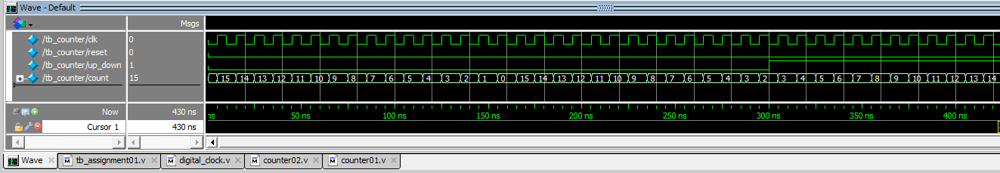 Wave - Default
Msgs
/tb_counter/clk 0
/tb_counter/reset 0
/tb_counter/up_down 1
/tb_counter/count 15 15 14 13 12 11 10 9 8 7 6 5 4 3 2 1 0 15 14 13 12 11 10 9 8 7 6 5 4 3 2 3 4 5 6 7 8 9 10 11 12 13 14
Now 430 ns ns 50 ns 100 ns 150 ns 200 ns 250 ns 300 ns 350 ns 400 ns
Cursor 1 430 ns
Wave tb_assignment01.v digital_clock.v counter02.v counter01.v